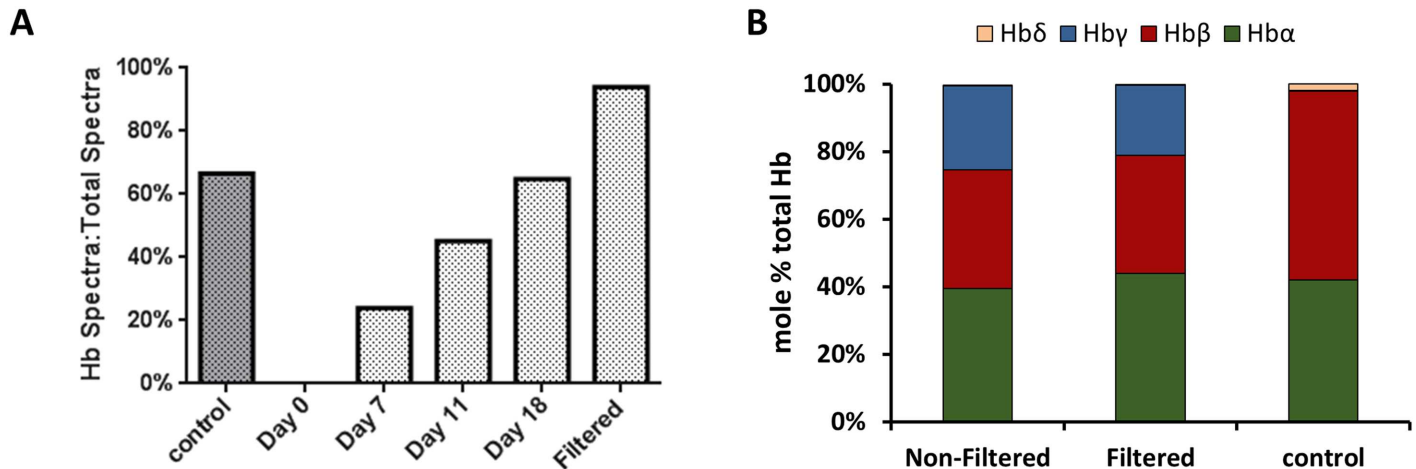 A
Hb Spectra:Total Spectra
100%
80%
60%
40%
20%
0%
control
Day 0
Day 7
Day 11
Day 18
Filtered
B
Hbδ Hbγ Hbβ Hbα
mole % total Hb
100%
80%
60%
40%
20%
0%
Non-Filtered Filtered control